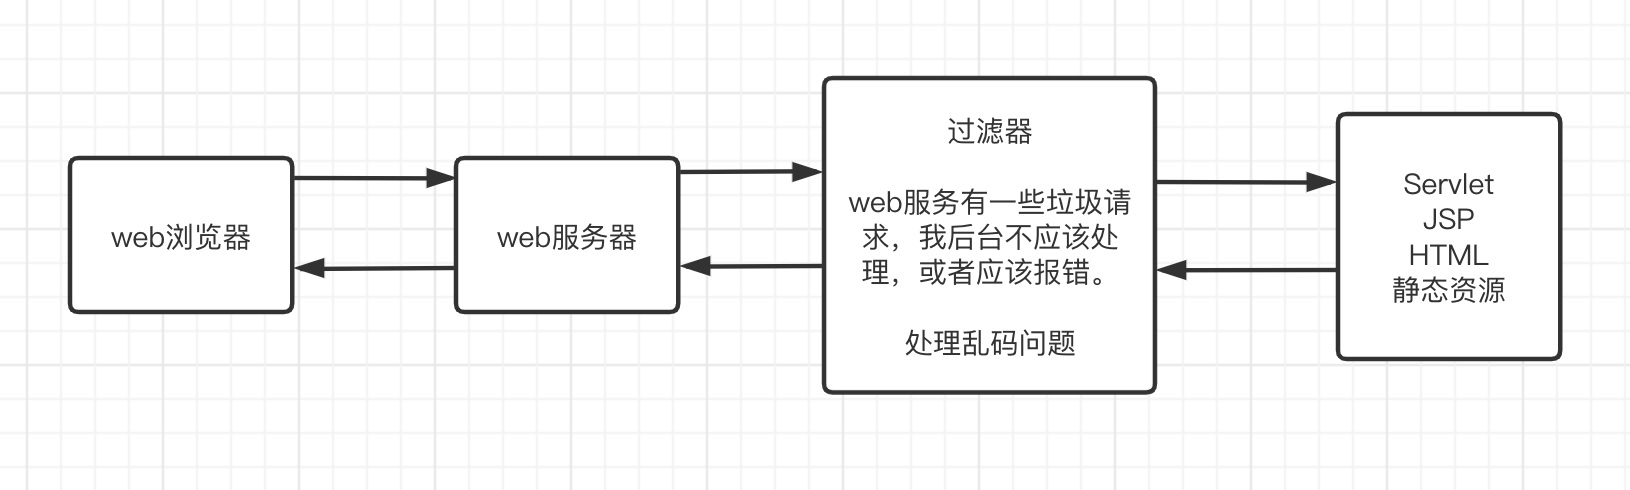 web浏览器
web服务器
过滤器
web服务有一些垃圾请
求，我后台不应该处
理，或者应该报错。
处理乱码问题
Servlet
JSP
HTML
静态资源